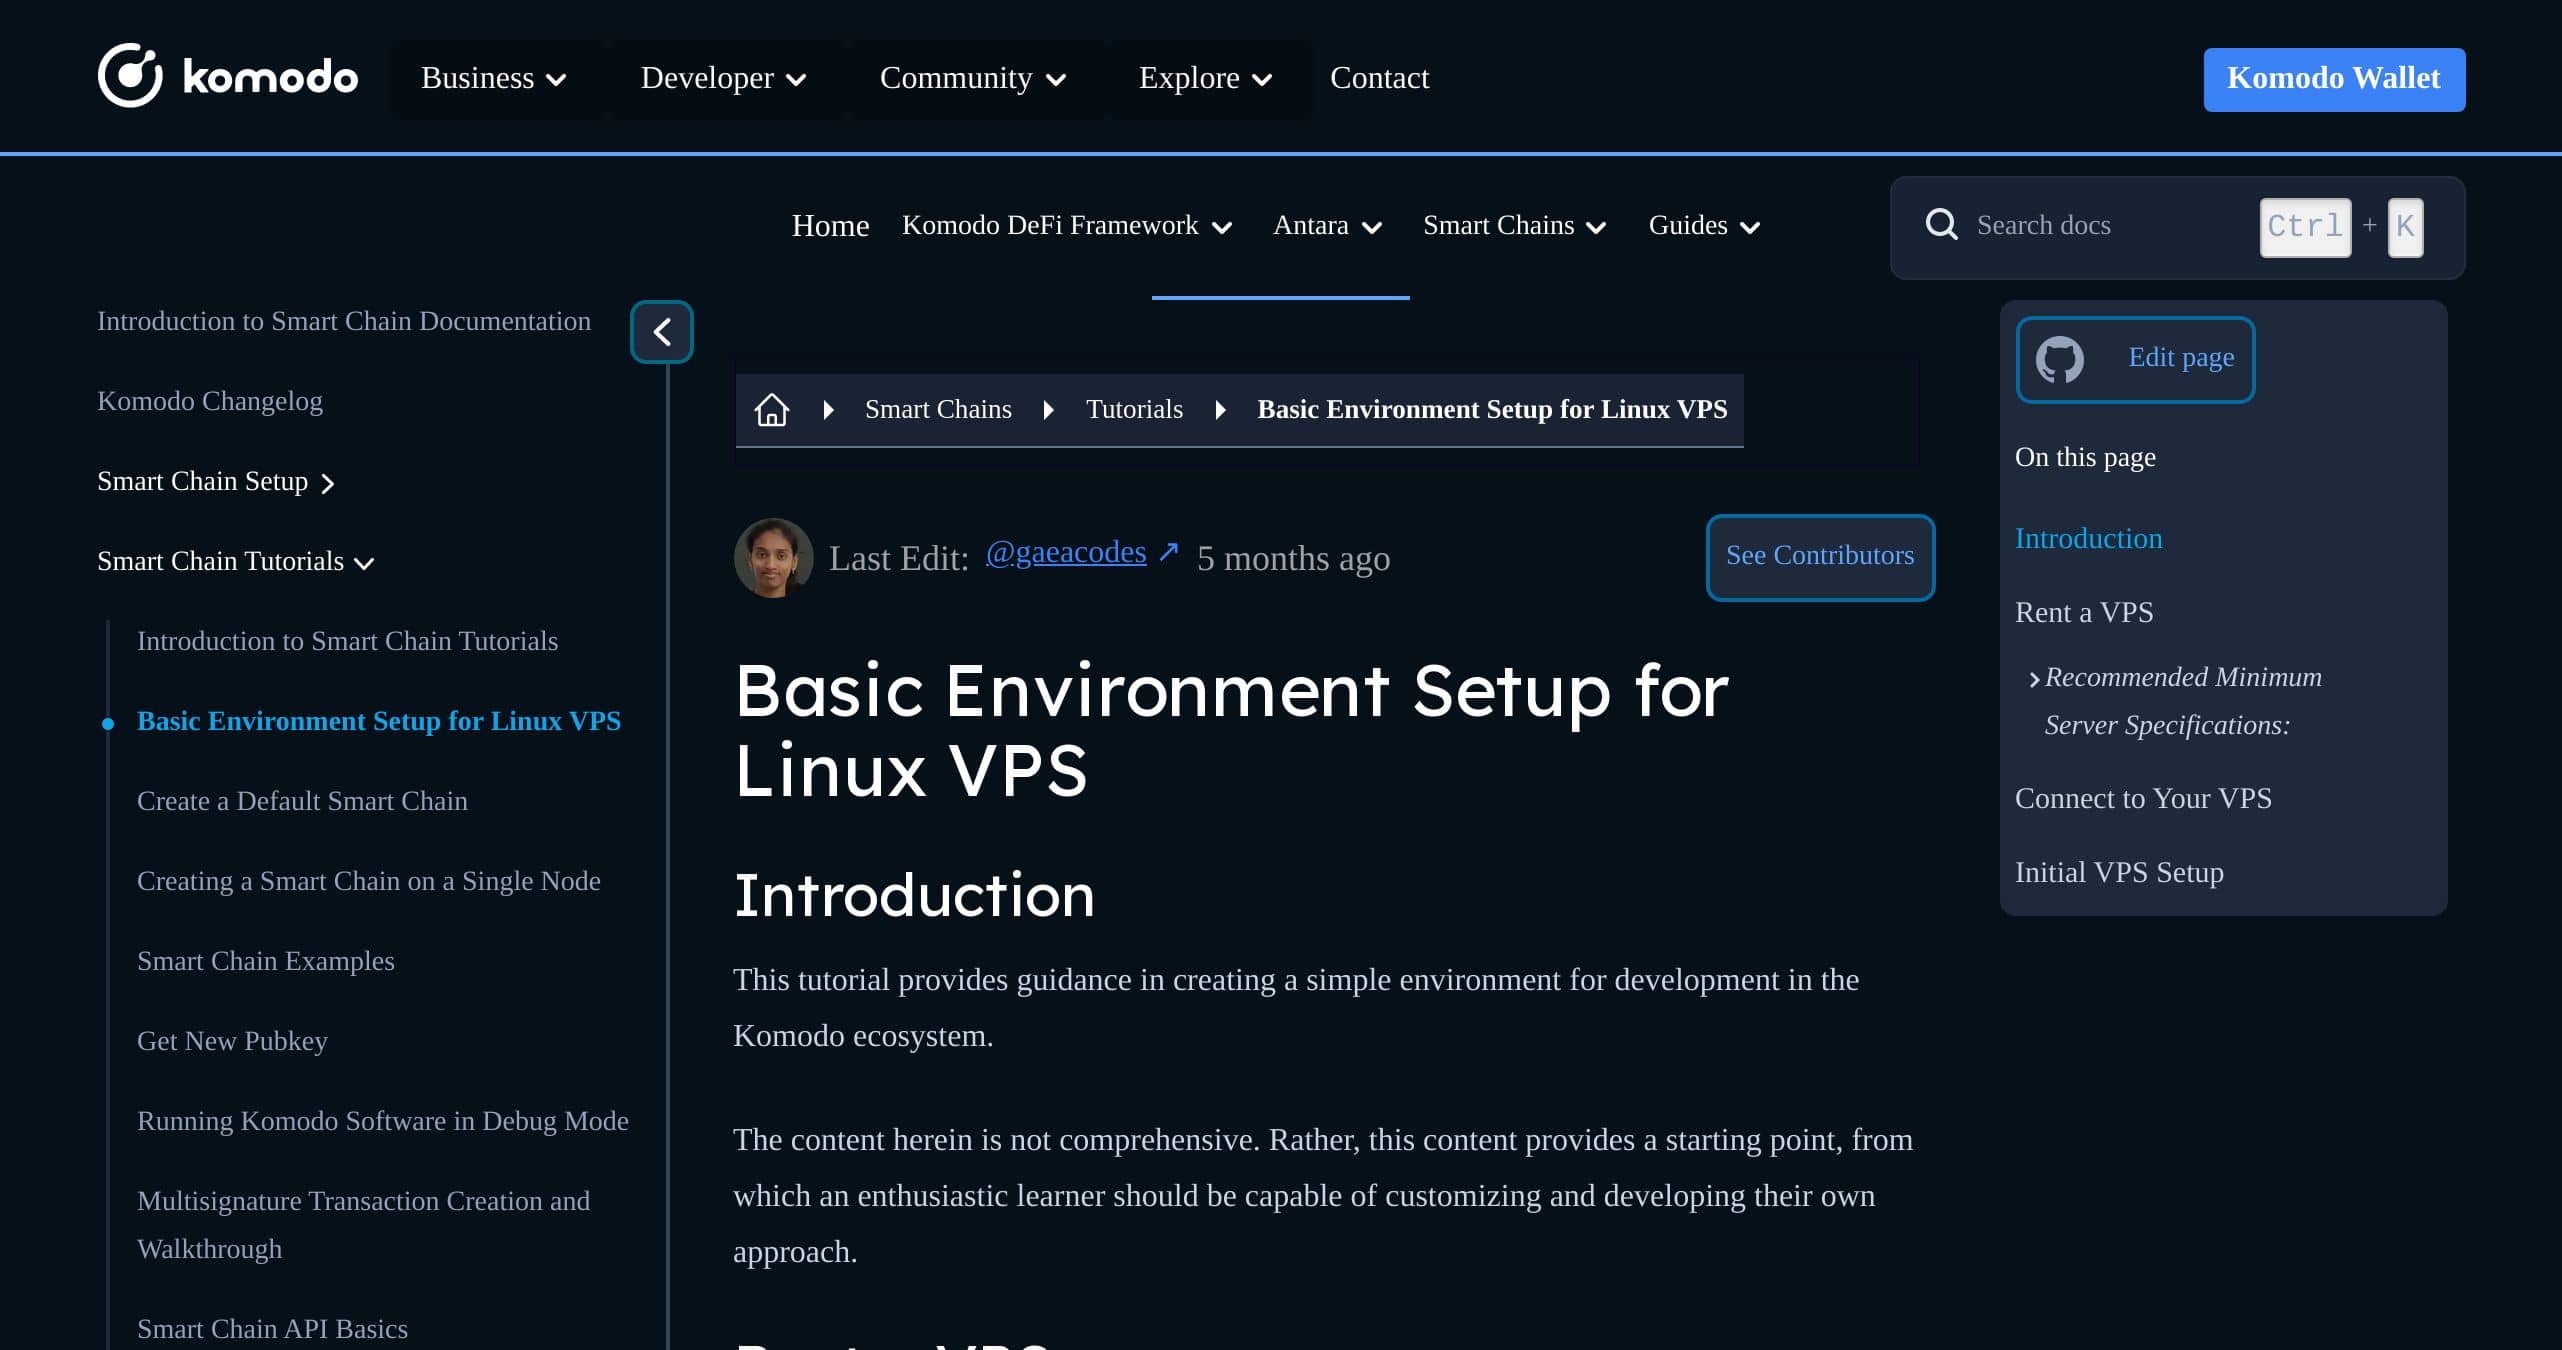 komodo
Business
Developer
Community
Explore
Contact
Komodo Wallet
Home
Komodo DeFi Framework
Antara
Smart Chains
Guides
Search docs
Ctrl + K
Introduction to Smart Chain Documentation
Komodo Changelog
Smart Chain Setup
Smart Chain Tutorials
Introduction to Smart Chain Tutorials
Basic Environment Setup for Linux VPS
Create a Default Smart Chain
Creating a Smart Chain on a Single Node
Smart Chain Examples
Get New Pubkey
Running Komodo Software in Debug Mode
Multisignature Transaction Creation and
Walkthrough
Smart Chain API Basics
Smart Chains
Tutorials
Basic Environment Setup for Linux VPS
Last Edit: @gaeacodes ↗ 5 months ago
See Contributors
Basic Environment Setup for
Linux VPS
Introduction
This tutorial provides guidance in creating a simple environment for development in the
Komodo ecosystem.
The content herein is not comprehensive. Rather, this content provides a starting point, from
which an enthusiastic learner should be capable of customizing and developing their own
approach.
Edit page
On this page
Introduction
Rent a VPS
Recommended Minimum
Server Specifications:
Connect to Your VPS
Initial VPS Setup